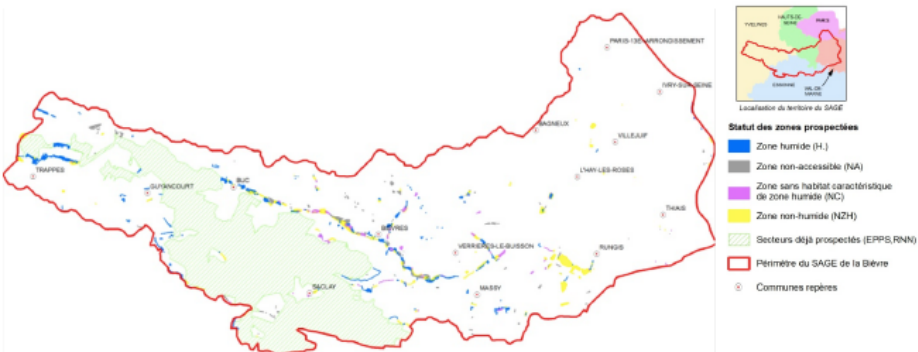 PARIS-13E-ARRONDISSEMENT
IVRY-SUR-SEINE
BAGNEUX
VILLEJUIF
TRAPPES
GUYANCOURT
BUC
L'HAY-LES-ROSES
THIAIS
BIEVRES
VERRIERES-LE-BUISSON
RUNGIS
SACLAY
MASSY
YVELINES
HAUTS-DE-
SEINE
PARIS
ESSONNE
VAL-DE-
MARNE
Localisation du territoire du SAGE
Statut des zones prospectées
Zone humide (H.)
Zone non-accessible (NA)
Zone sans habitat caractéristique
de zone humide (NC)
Zone non-humide (NZH)
Secteurs déjà prospectés (EPPS,RNN)
Périmètre du SAGE de la Bièvre
Communes repères